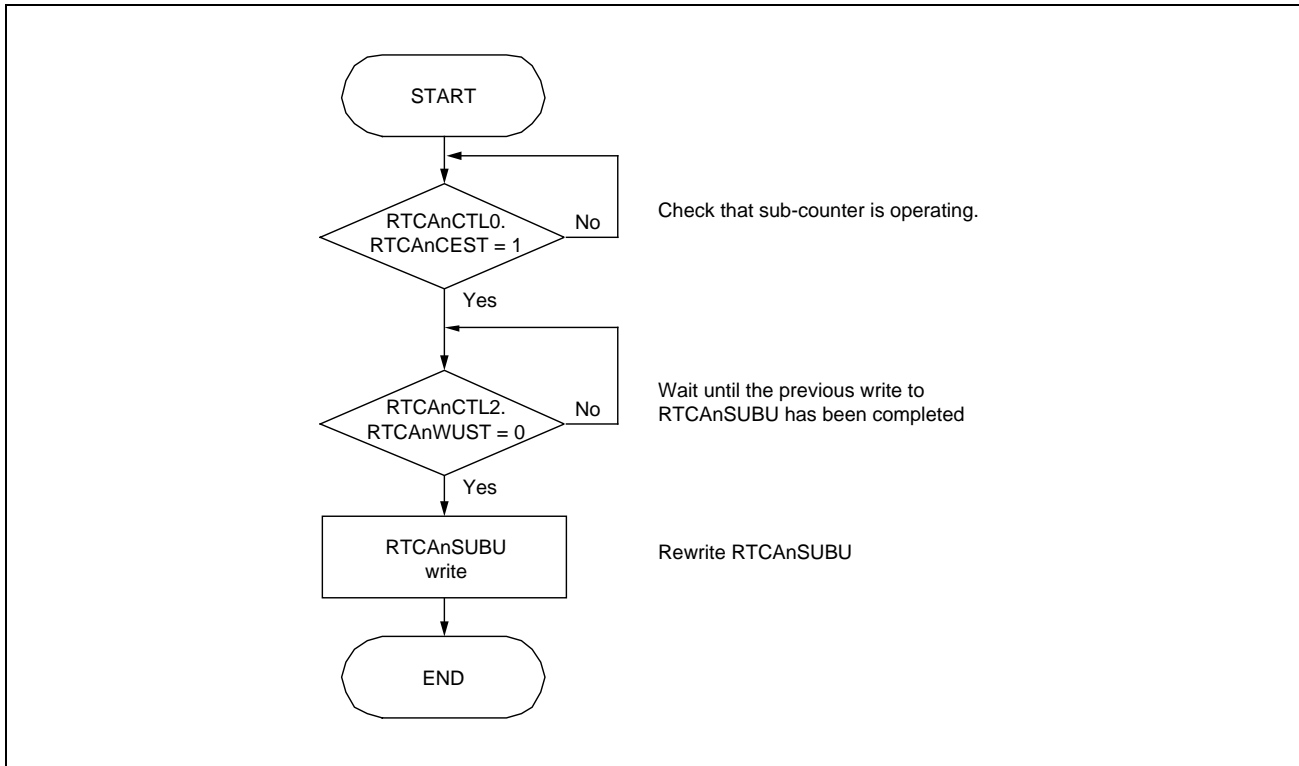 START
RTCAnCTL0.
RTCAnCEST = 1
No
Check that sub-counter is operating.
Yes
RTCAnCTL2.
RTCAnWUST = 0
No
Wait until the previous write to
RTCAnSUBU has been completed
Yes
RTCAnSUBU
write
Rewrite RTCAnSUBU
END